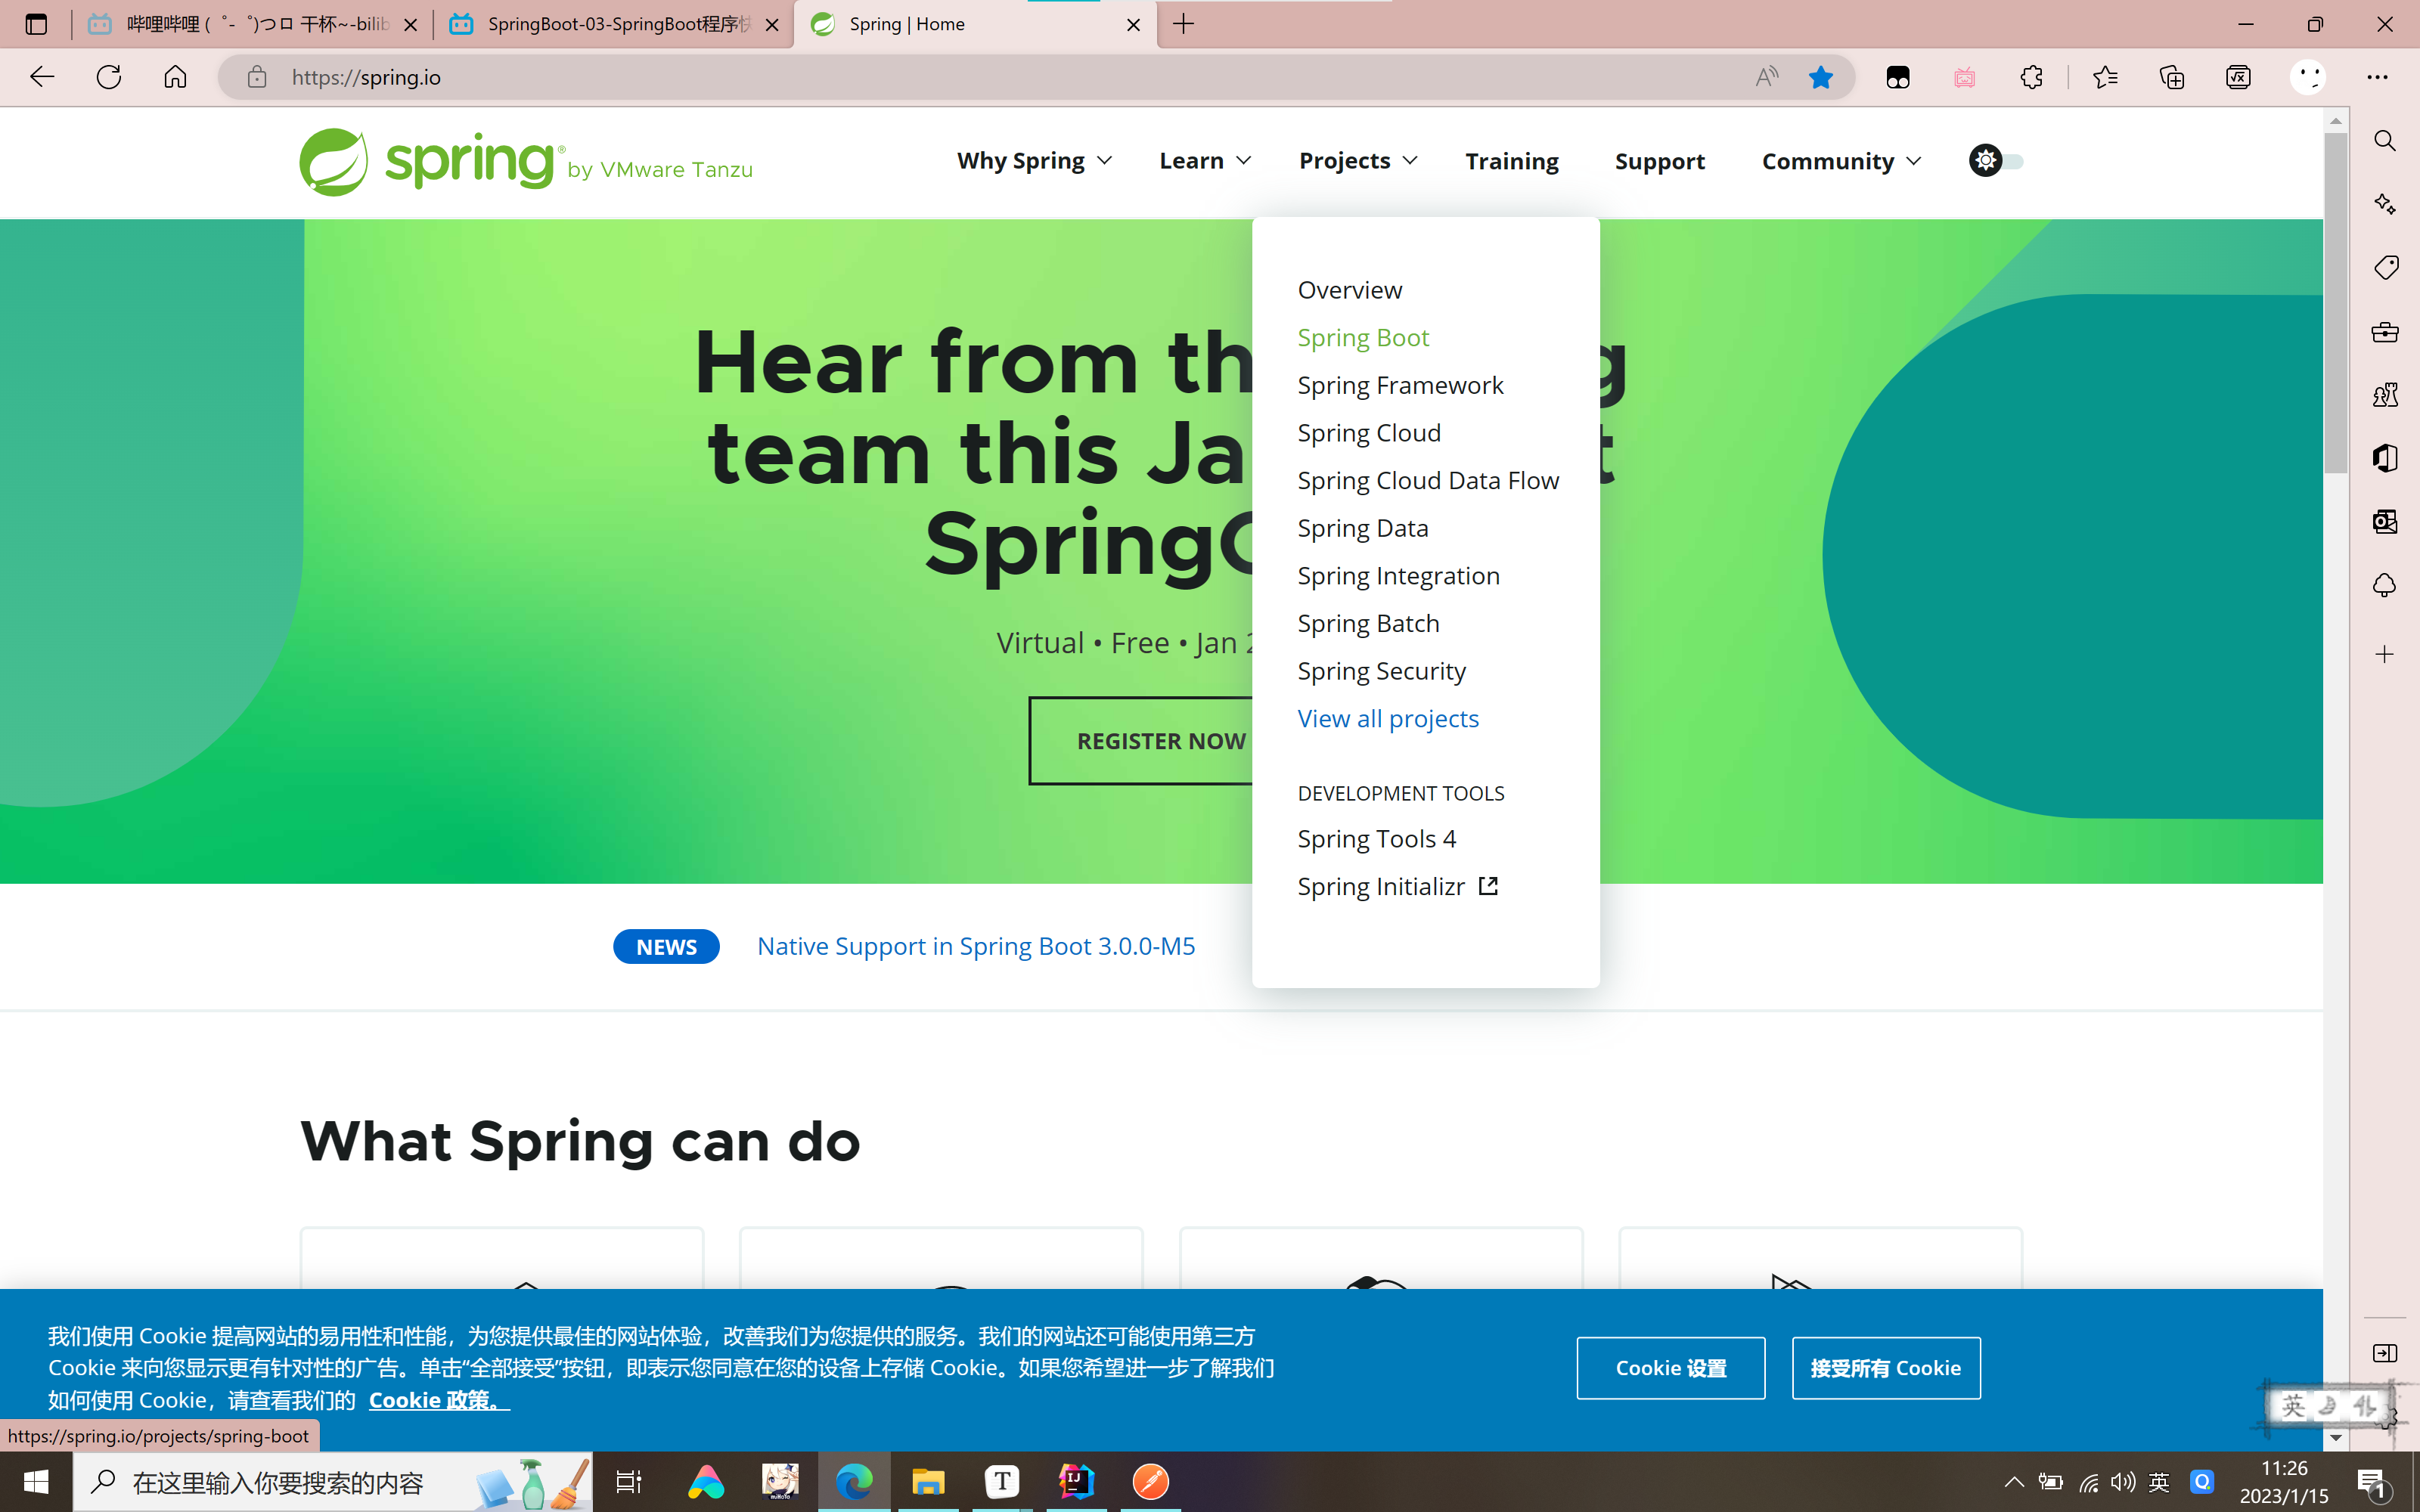 哔哩哔哩 (゜-゜)つロ 干杯~-bilib
SpringBoot-03-SpringBoot程序快
Spring | Home
https://spring.io
spring® by VMware Tanzu
Why Spring
Learn
Projects
Training
Support
Community
Overview
Spring Boot
Spring Framework
Spring Cloud
Spring Cloud Data Flow
Spring Data
Spring Integration
Spring Batch
Spring Security
View all projects
DEVELOPMENT TOOLS
Spring Tools 4
Spring Initializr
Hear from th g
team this Ja t
Spring
Virtual • Free • Jan 2
REGISTER NOW
NEWS
Native Support in Spring Boot 3.0.0-M5
What Spring can do
我们使用 Cookie 提高网站的易用性和性能，为您提供最佳的网站体验，改善我们为您提供的服务。我们的网站还可能使用第三方
Cookie 来向您显示更有针对性的广告。单击“全部接受”按钮，即表示您同意在您的设备上存储 Cookie。如果您希望进一步了解我们
如何使用 Cookie，请查看我们的 Cookie 政策。
Cookie 设置
接受所有 Cookie
英
https://spring.io/projects/spring-boot
在这里输入你要搜索的内容
英
11:26
2023/1/15
1